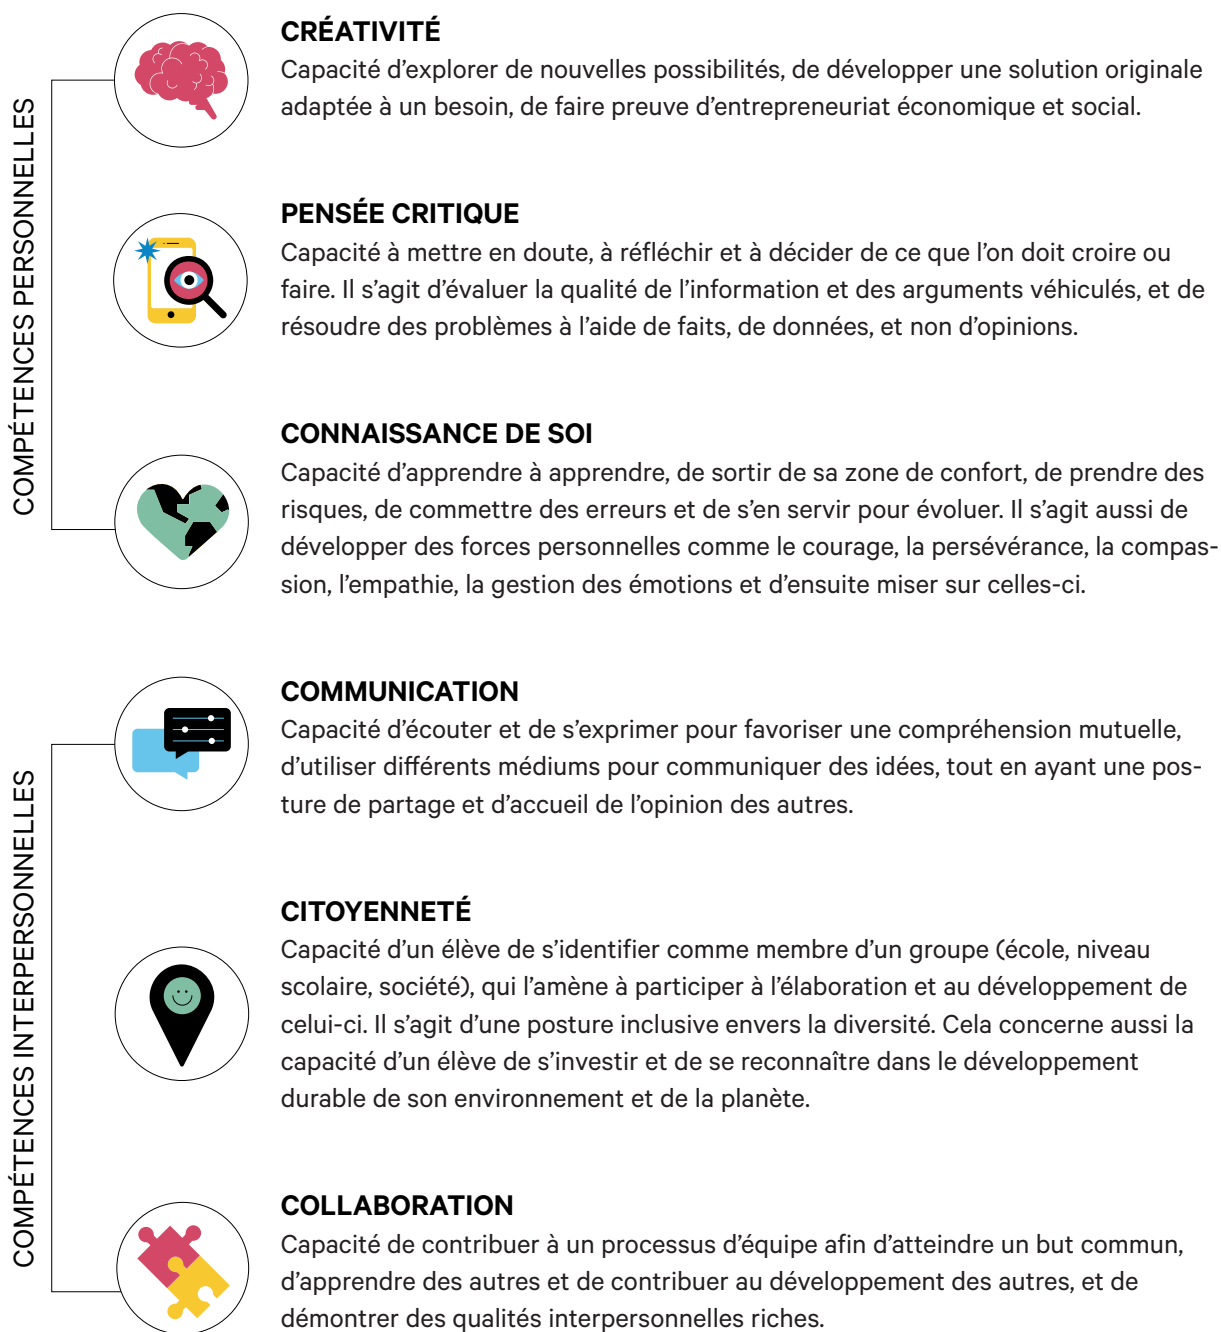 COMPÉTENCES PERSONNELLES
CRÉATIVITÉ
Capacité d’explorer de nouvelles possibilités, de développer une solution originale
adaptée à un besoin, de faire preuve d’entrepreneuriat économique et social.
PENSÉE CRITIQUE
Capacité à mettre en doute, à réfléchir et à décider de ce que l’on doit croire ou
faire. Il s’agit d’évaluer la qualité de l’information et des arguments véhiculés, et de
résoudre des problèmes à l’aide de faits, de données, et non d’opinions.
CONNAISSANCE DE SOI
Capacité d’apprendre à apprendre, de sortir de sa zone de confort, de prendre des
risques, de commettre des erreurs et de s’en servir pour évoluer. Il s’agit aussi de
développer des forces personnelles comme le courage, la persévérance, la compas-
sion, l’empathie, la gestion des émotions et d’ensuite miser sur celles-ci.
COMPÉTENCES INTERPERSONNELLES
COMMUNICATION
Capacité d’écouter et de s’exprimer pour favoriser une compréhension mutuelle,
d’utiliser différents médiums pour communiquer des idées, tout en ayant une pos-
ture de partage et d’accueil de l’opinion des autres.
CITOYENNETÉ
Capacité d’un élève de s’identifier comme membre d’un groupe (école, niveau
scolaire, société), qui l’amène à participer à l’élaboration et au développement de
celui-ci. Il s’agit d’une posture inclusive envers la diversité. Cela concerne aussi la
capacité d’un élève de s’investir et de se reconnaître dans le développement
durable de son environnement et de la planète.
COLLABORATION
Capacité de contribuer à un processus d’équipe afin d’atteindre un but commun,
d’apprendre des autres et de contribuer au développement des autres, et de
démontrer des qualités interpersonnelles riches.